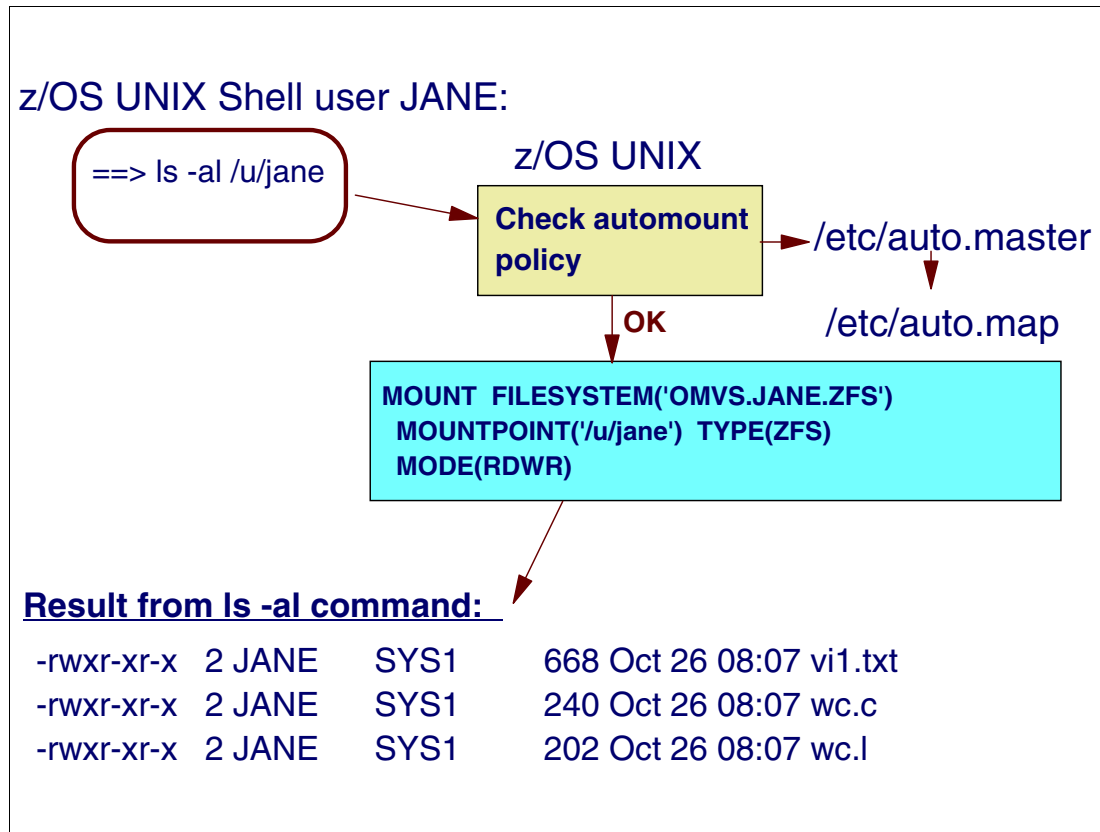 z/OS UNIX Shell user JANE:
==> ls -al /u/jane
z/OS UNIX
Check automount
policy
/etc/auto.master
/etc/auto.map
OK
MOUNT FILESYSTEM('OMVS.JANE.ZFS')
MOUNTPOINT('/u/jane') TYPE(ZFS)
MODE(RDWR)
Result from ls -al command:
-rwxr-xr-x 2 JANE SYS1 668 Oct 26 08:07 vi1.txt
-rwxr-xr-x 2 JANE SYS1 240 Oct 26 08:07 wc.c
-rwxr-xr-x 2 JANE SYS1 202 Oct 26 08:07 wc.l